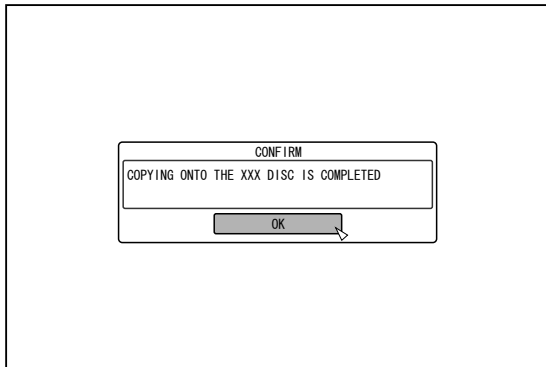 CONFIRM
COPYING ONTO THE XXX DISC IS COMPLETED
OK